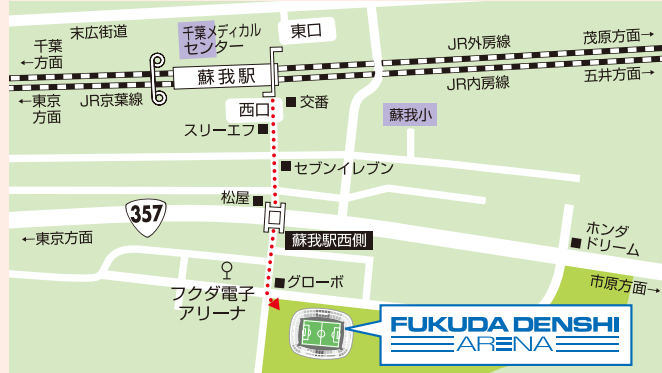 末広街道
千葉メディカル
センター
東口
千葉
←方面
JR外房線
茂原方面→
蘇我駅
←東京
方面
JR京葉線
JR内房線
五井方面→
西口
交番
蘇我小
スリーエフ
セブンイレブン
松屋
357
←東京方面
蘇我駅西側
ホンダ
ドリーム
フクダ電子
アリーナ
グローボ
市原方面→
FUKUDA DENSHI
ARENA